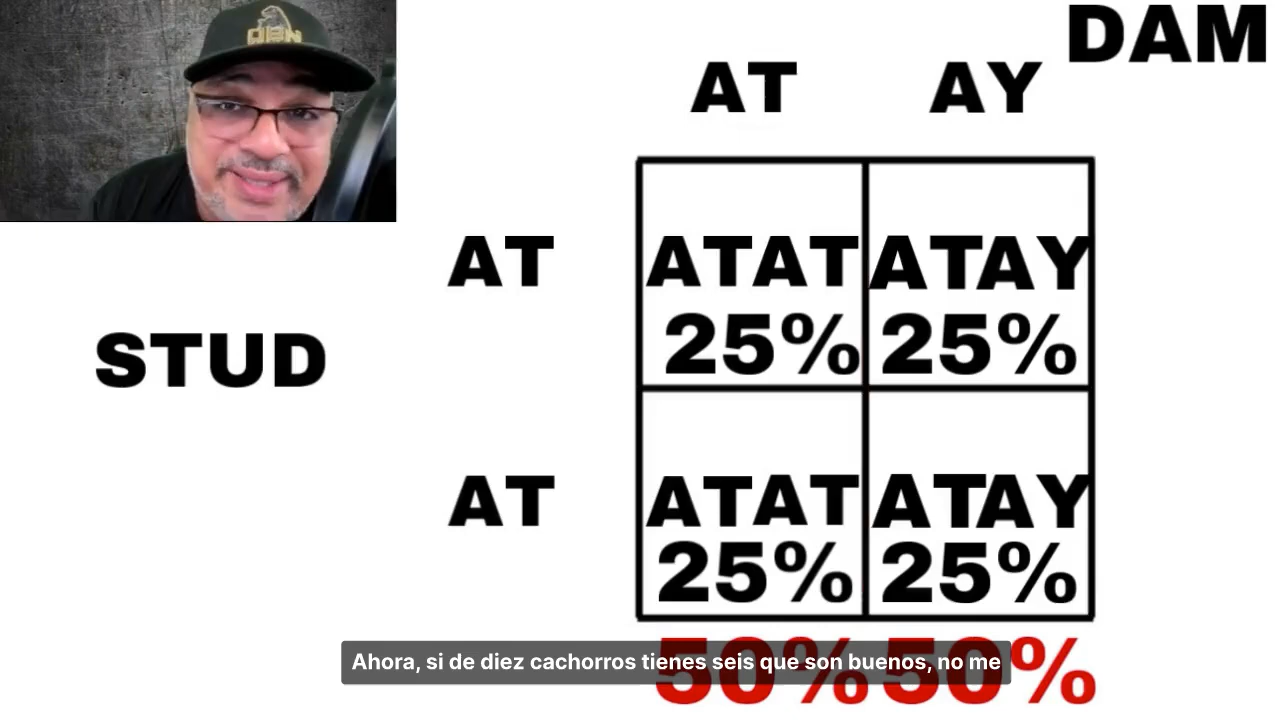 DAM
AT AY
AT ATAT ATAY
25% 25%
STUD
AT ATAT ATAY
25% 25%
50% 50%
Ahora, si de diez cachorros tienes seis que son buenos, no me